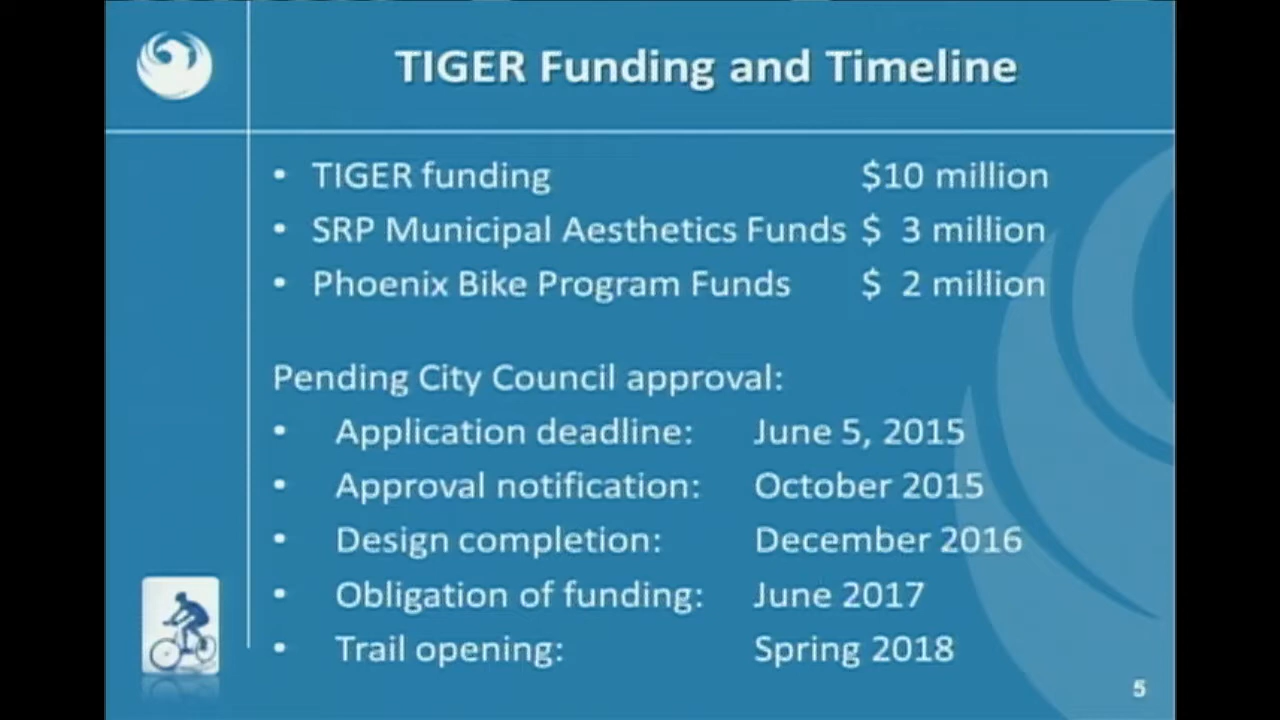 TIGER Funding and Timeline
• TIGER funding $10 million
• SRP Municipal Aesthetics Funds $ 3 million
• Phoenix Bike Program Funds $ 2 million
Pending City Council approval:
• Application deadline: June 5, 2015
• Approval notification: October 2015
• Design completion: December 2016
• Obligation of funding: June 2017
• Trail opening: Spring 2018
5